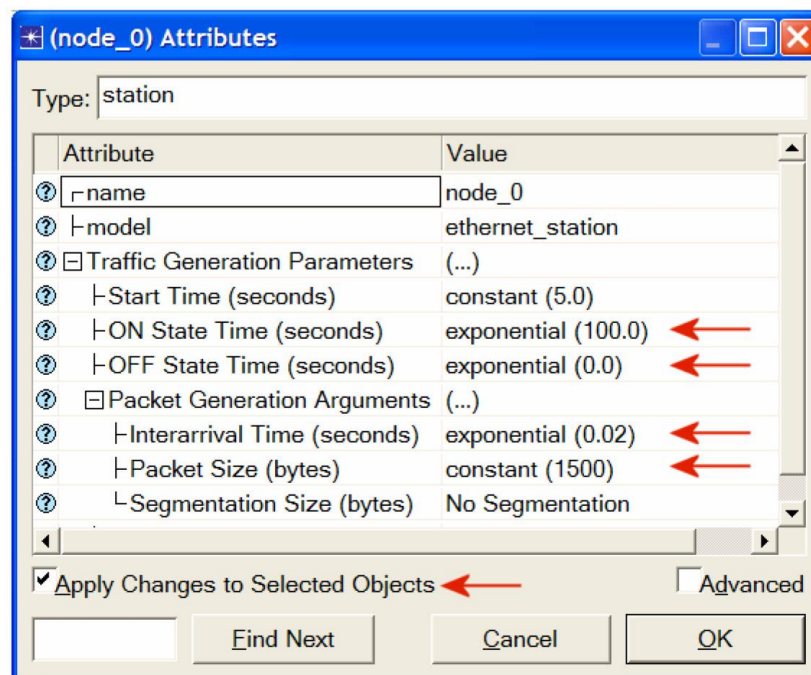 (node_0) Attributes
Type: station
Attribute Value
name node_0
model ethernet_station
Traffic Generation Parameters (...)
Start Time (seconds) constant (5.0)
ON State Time (seconds) exponential (100.0)
OFF State Time (seconds) exponential (0.0)
Packet Generation Arguments (...)
Interarrival Time (seconds) exponential (0.02)
Packet Size (bytes) constant (1500)
Segmentation Size (bytes) No Segmentation
Apply Changes to Selected Objects Advanced
Find Next Cancel OK